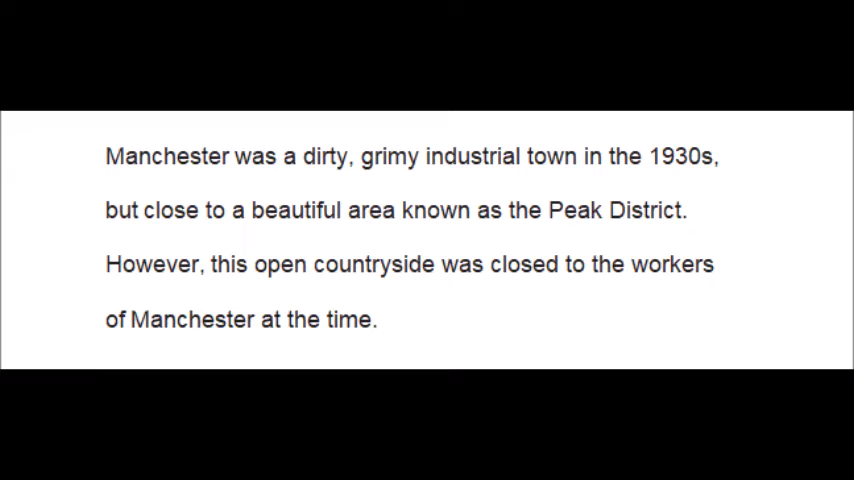 Manchester was a dirty, grimy industrial town in the 1930s,
but close to a beautiful area known as the Peak District.
However, this open countryside was closed to the workers
of Manchester at the time.